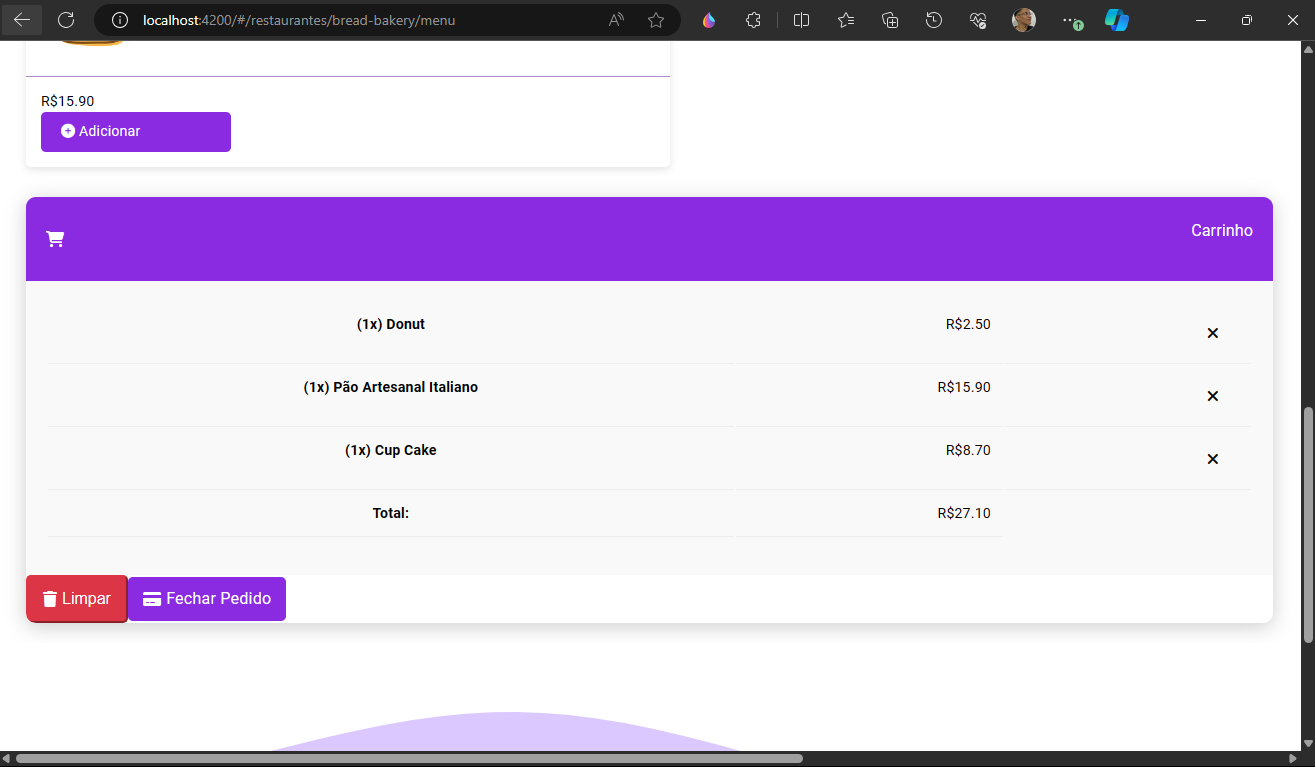 localhost:4200/#/restaurantes/bread-bakery/menu
R$15.90
Adicionar
Carrinho
(1x) Donut R$2.50 ×
(1x) Pão Artesanal Italiano R$15.90 ×
(1x) Cup Cake R$8.70 ×
Total: R$27.10
Limpar Fechar Pedido